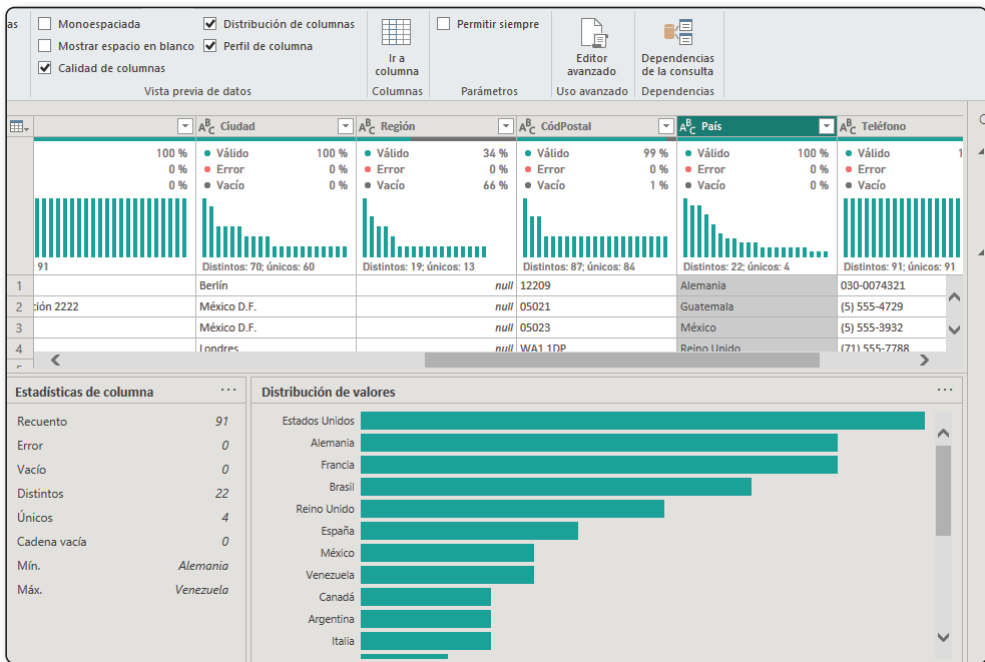 as
Monoespaciada
Distribución de columnas
Permitir siempre
Mostrar espacio en blanco
Perfil de columna
Calidad de columnas
Ir a
columna
Editor
avanzado
Dependencias
de la consulta
Vista previa de datos
Columnas
Parámetros
Uso avanzado
Dependencias
ABC Ciudad
ABC Región
ABC CódPostal
ABC País
ABC Teléfono
100 %
Válido 100 %
Válido 34 %
Válido 99 %
Válido 100 %
Válido 1
0 %
Error 0 %
Error 0 %
Error 0 %
Error 0 %
Error
0 %
Vacío 0 %
Vacío 66 %
Vacío 1 %
Vacío 0 %
Vacío
91
Distintos: 70; únicos: 60
Distintos: 19; únicos: 13
Distintos: 87; únicos: 84
Distintos: 22; únicos: 4
Distintos: 91; únicos: 91
1 Berlín null 12209 Alemania 030-0074321
2 ción 2222 México D.F. null 05021 Guatemala (5) 555-4729
3 México D.F. null 05023 México (5) 555-3932
4 Londres null WA1 1DP Reino Unido (71) 555-7788
Estadísticas de columna ...
Recuento 91
Error 0
Vacío 0
Distintos 22
Únicos 4
Cadena vacía 0
Mín. Alemania
Máx. Venezuela
Distribución de valores ...
Estados Unidos
Alemania
Francia
Brasil
Reino Unido
España
México
Venezuela
Canadá
Argentina
Italia